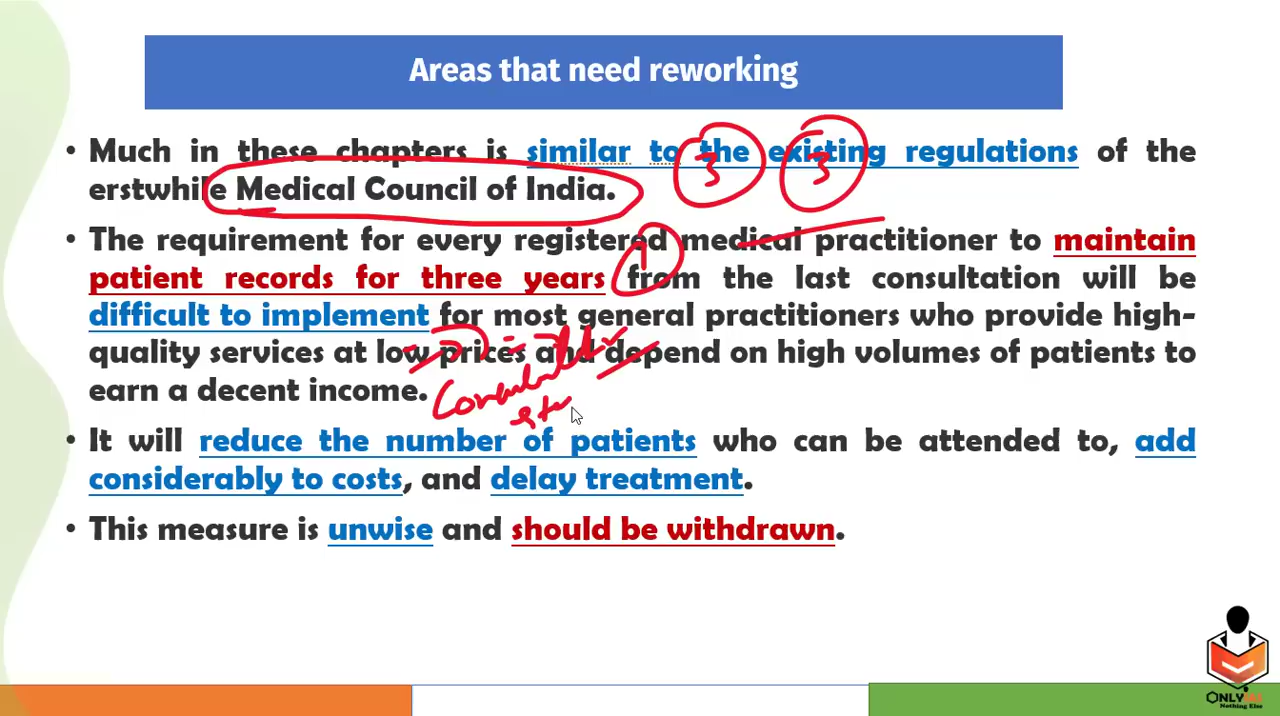 Areas that need reworking
• Much in these chapters is similar to the existing regulations of the
erstwhile Medical Council of India.
• The requirement for every registered medical practitioner to maintain
patient records for three years from the last consultation will be
difficult to implement for most general practitioners who provide high-
quality services at low prices and depend on high volumes of patients to
earn a decent income.
• It will reduce the number of patients who can be attended to, add
considerably to costs, and delay treatment.
• This measure is unwise and should be withdrawn.
3 3
1
Nothing Else